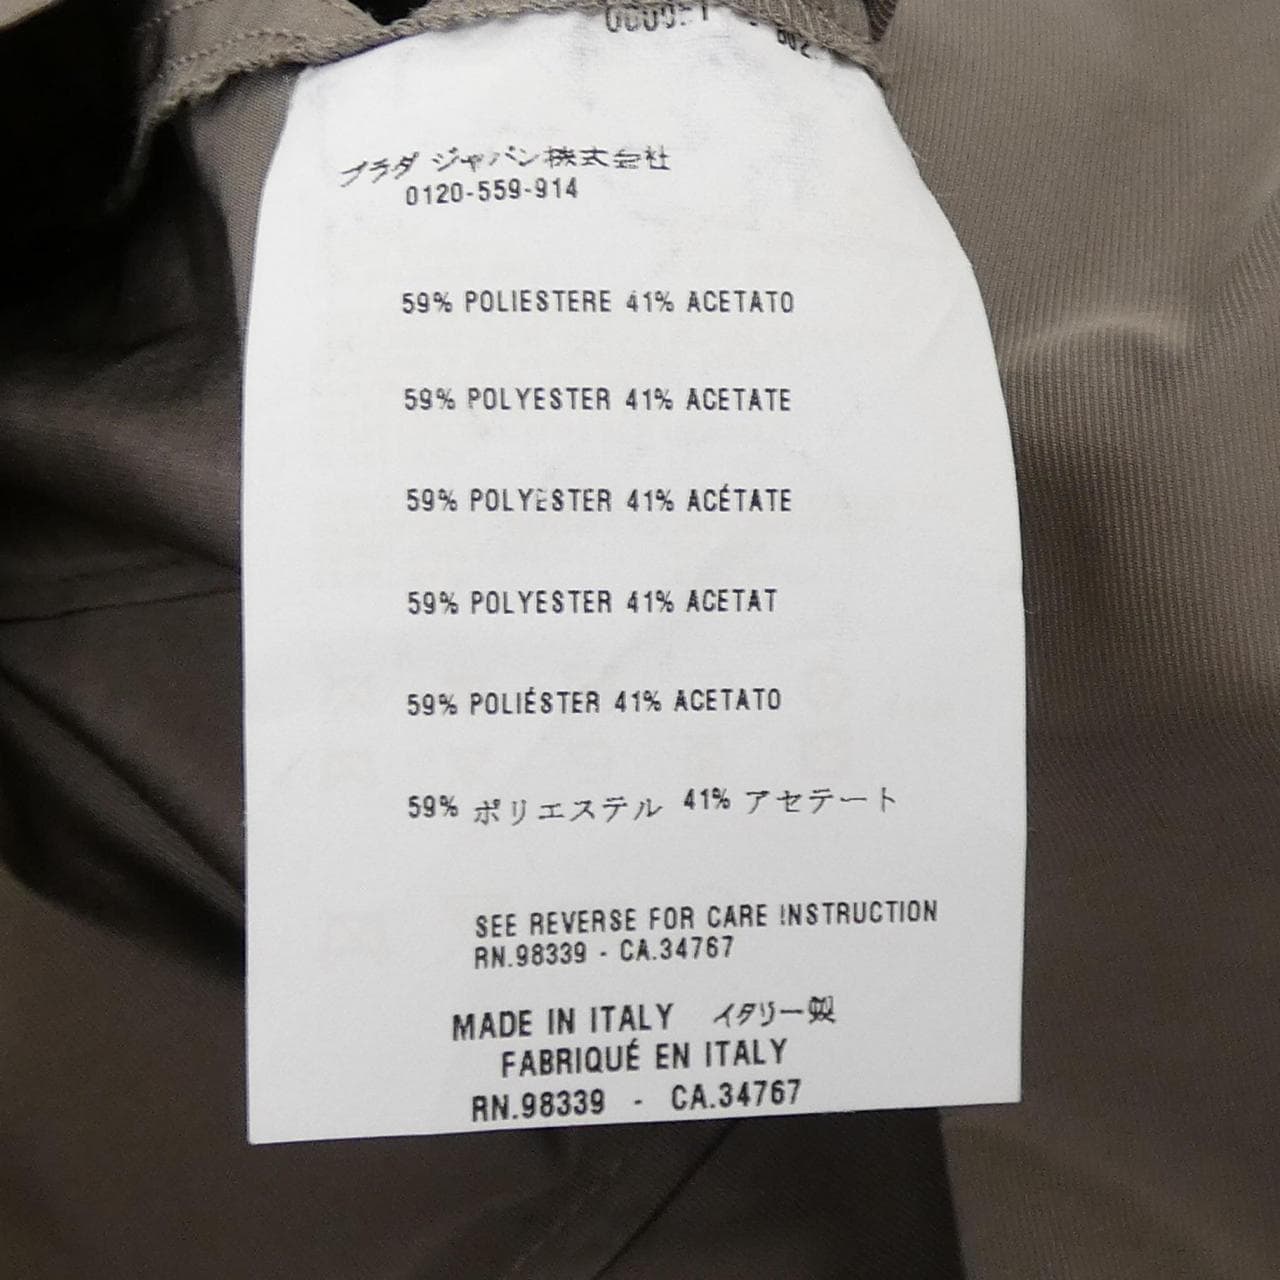 プラダ ジャパン株式会社
0120-559-914
59% POLIESTERE 41% ACETATO
59% POLYESTER 41% ACETATE
59% POLYESTER 41% ACÉTATE
59% POLYESTER 41% ACETAT
59% POLIÉSTER 41% ACETATO
59% ポリエステル 41% アセテート
SEE REVERSE FOR CARE INSTRUCTION
RN.98339 - CA.34767
MADE IN ITALY イタリー製
FABRIQUÉ EN ITALY
RN.98339 - CA.34767